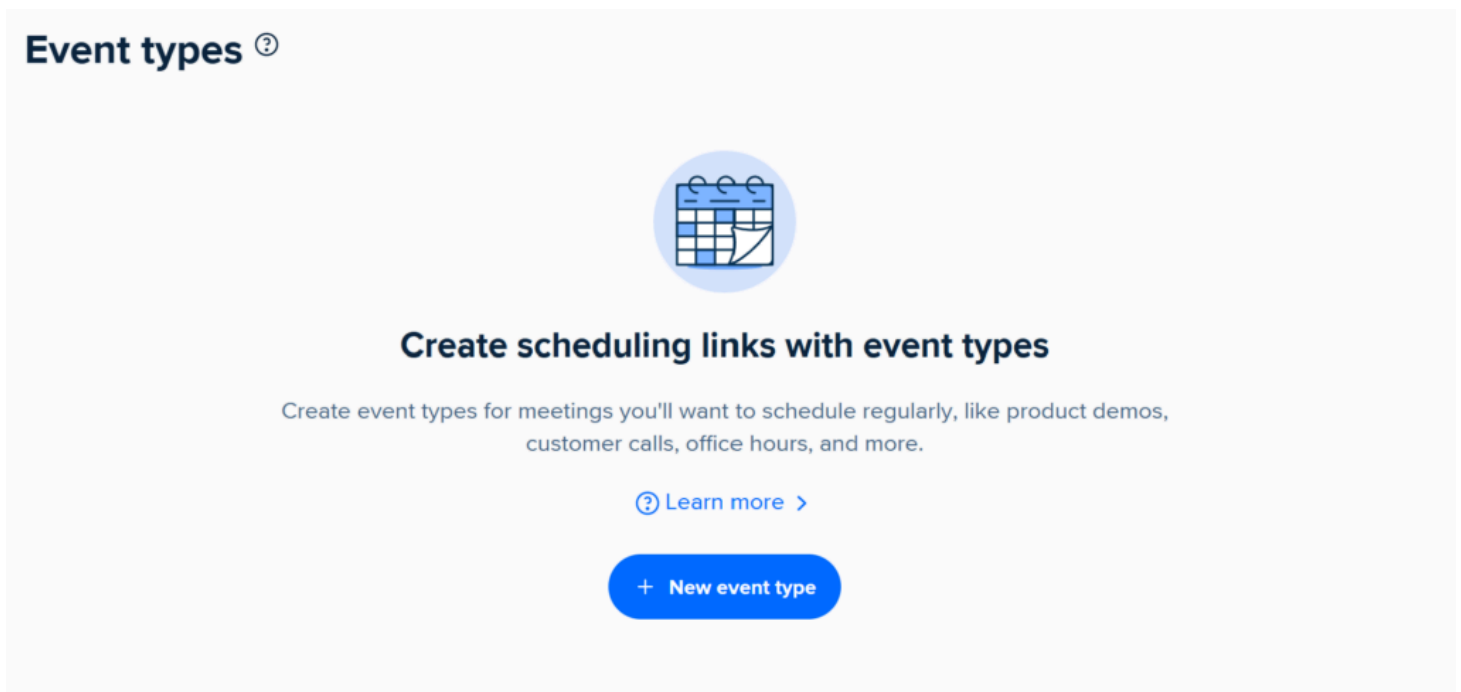 Event types
Create scheduling links with event types
Create event types for meetings you'll want to schedule regularly, like product demos,
customer calls, office hours, and more.
Learn more
+ New event type